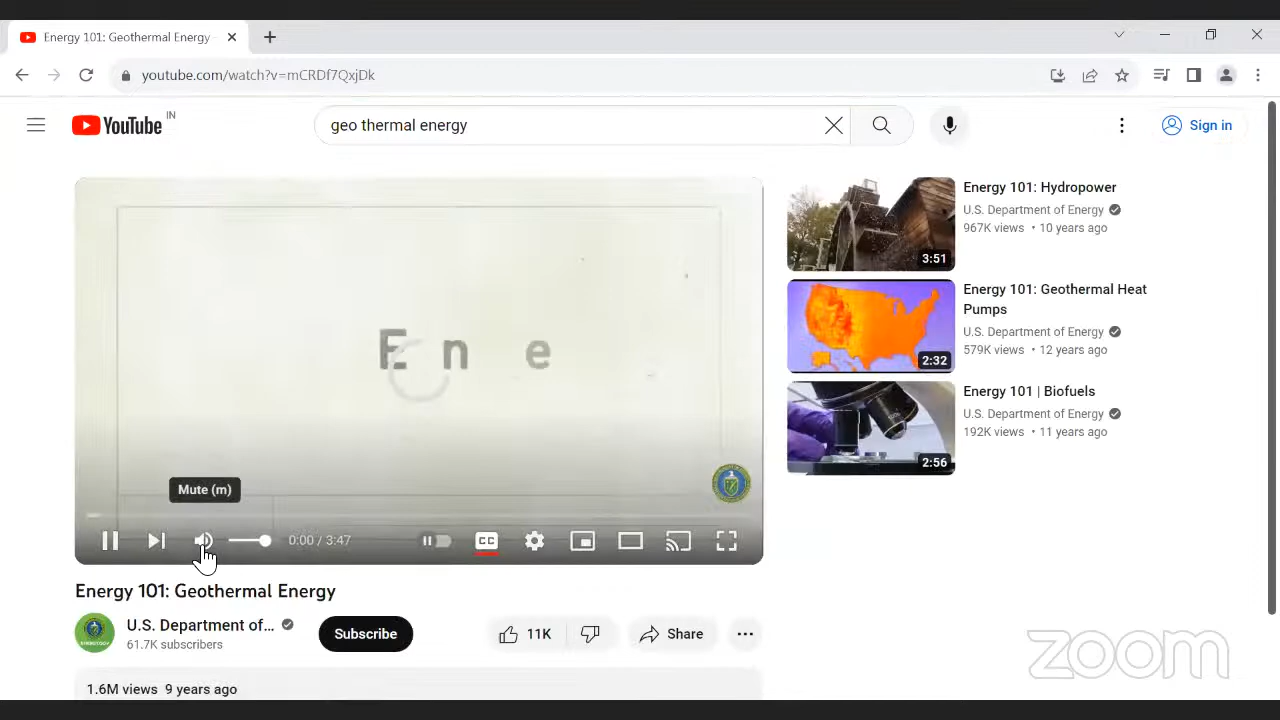 Energy 101: Geothermal Energy
youtube.com/watch?v=mCRDf7QxjDk
YouTube IN
geo thermal energy
Sign in
E n e
Mute (m)
0:00 / 3:47
CC
Energy 101: Geothermal Energy
U.S. Department of...
61.7K subscribers
Subscribe
11K
Share
1.6M views 9 years ago
Energy 101: Hydropower
U.S. Department of Energy
967K views • 10 years ago
3:51
Energy 101: Geothermal Heat
Pumps
U.S. Department of Energy
579K views • 12 years ago
2:32
Energy 101 | Biofuels
U.S. Department of Energy
192K views • 11 years ago
2:56
zoom